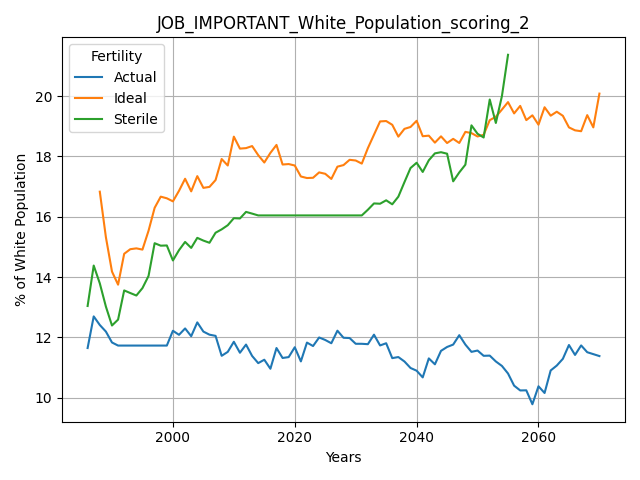 JOB_IMPORTANT_White_Population_scoring_2
Fertility
Actual
Ideal
Sterile
% of White Population
20
18
16
14
12
10
2000 2020 2040 2060
Years